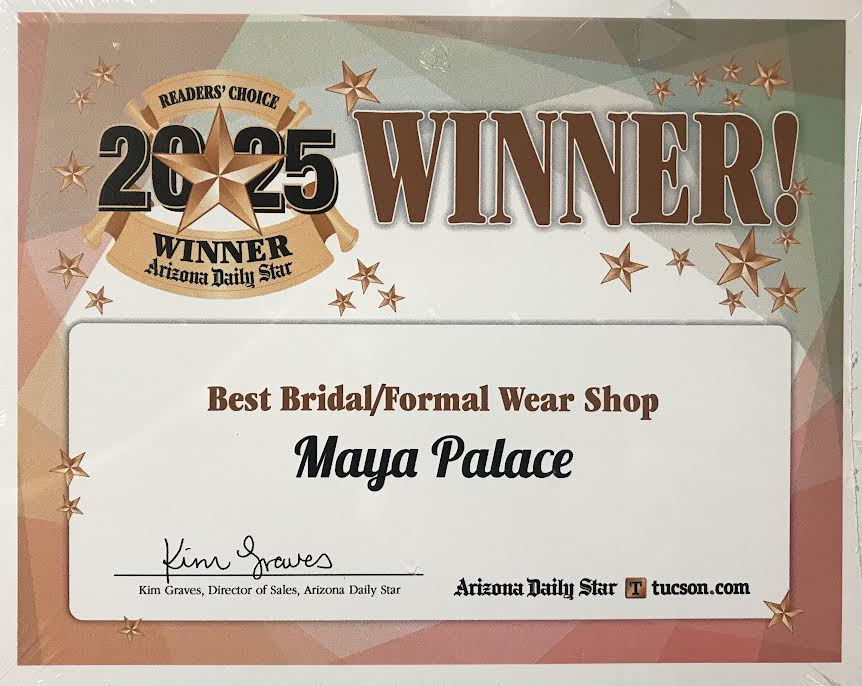 READERS' CHOICE
2025
WINNER
Arizona Daily Star
WINNER!
Best Bridal/Formal Wear Shop
Maya Palace
Kim Graves
Kim Graves, Director of Sales, Arizona Daily Star
Arizona Daily Star T tucson.com